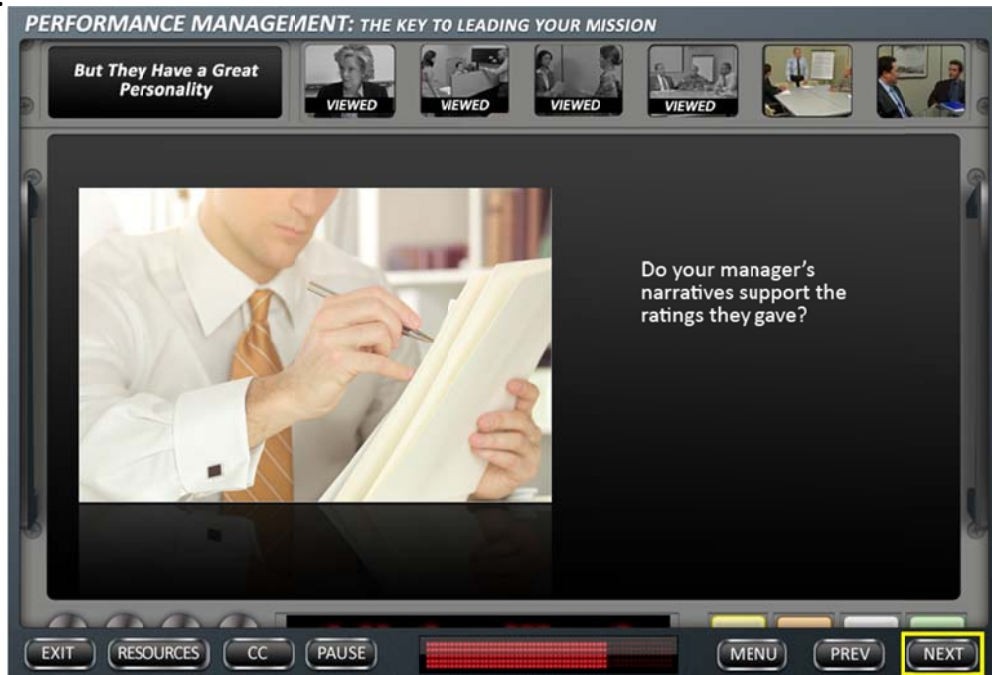 PERFORMANCE MANAGEMENT: THE KEY TO LEADING YOUR MISSION
But They Have a Great
Personality
VIEWED
VIEWED
VIEWED
VIEWED
Do your manager's
narratives support the
ratings they gave?
EXIT
RESOURCES
CC
PAUSE
MENU
PREV
NEXT